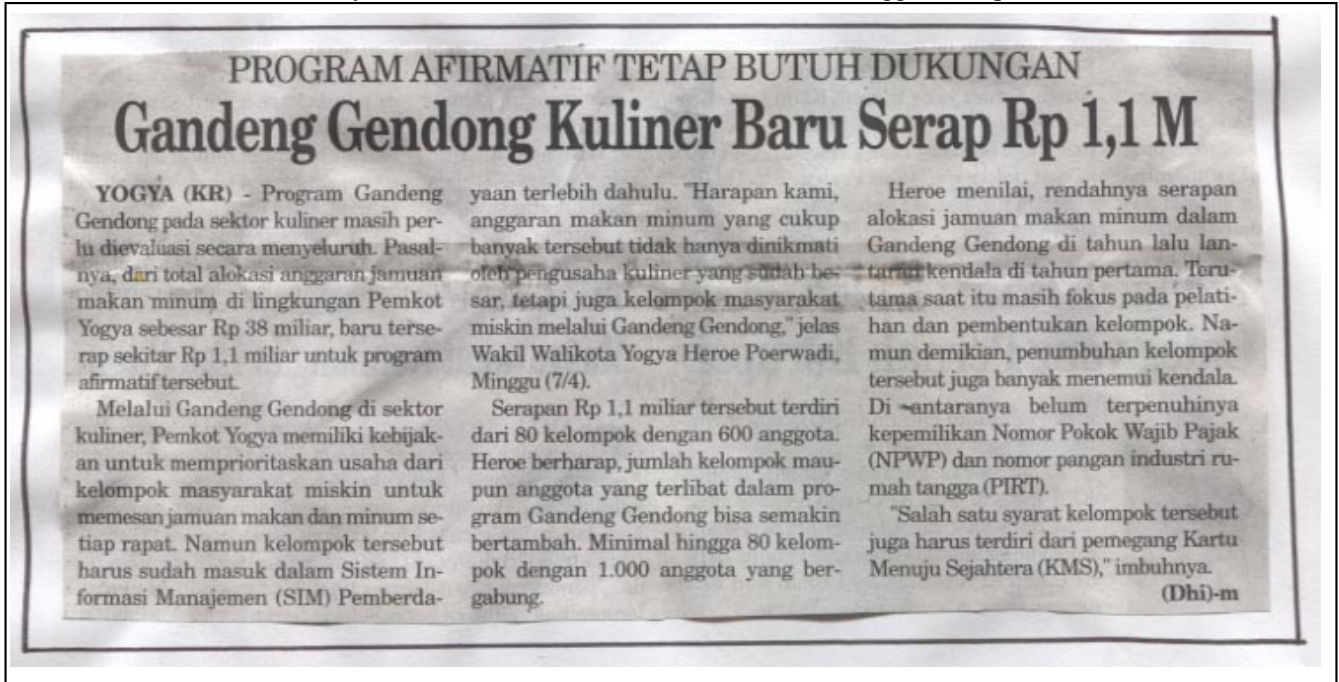 PROGRAM AFIRMATIF TETAP BUTUH DUKUNGAN
Gandeng Gendong Kuliner Baru Serap Rp 1,1 M
YOGYA (KR) - Program Gandeng
Gendong pada sektor kuliner masih per-
lu dievaluasi secara menyeluruh. Pasal-
nya, dari total alokasi anggaran jamuan
makan minum di lingkungan Pemkot
Yogya sebesar Rp 38 miliar, baru terse-
rap sekitar Rp 1,1 miliar untuk program
afirmatif tersebut.
Melalui Gandeng Gendong di sektor
kuliner, Pemkot Yogya memiliki kebijak-
an untuk memprioritaskan usaha dari
kelompok masyarakat miskin untuk
memesan jamuan makan dan minum se-
tiap rapat. Namun kelompok tersebut
harus sudah masuk dalam Sistem In-
formasi Manajemen (SIM) Pemberda-
yaan terlebih dahulu. "Harapan kami,
anggaran makan minum yang cukup
banyak tersebut tidak hanya dinikmati
oleh pengusaha kuliner yang sudah be-
sar, tetapi juga kelompok masyarakat
miskin melalui Gandeng Gendong," jelas
Wakil Walikota Yogya Heroe Poerwadi,
Minggu (7/4).
Serapan Rp 1,1 miliar tersebut terdiri
dari 80 kelompok dengan 600 anggota.
Heroe berharap, jumlah kelompok mau-
pun anggota yang terlibat dalam pro-
gram Gandeng Gendong bisa semakin
bertambah. Minimal hingga 80 kelom-
pok dengan 1.000 anggota yang ber-
gabung.
Heroe menilai, rendahnya serapan
alokasi jamuan makan minum dalam
Gandeng Gendong di tahun lalu lan-
taran kendala di tahun pertama. Teru-
tama saat itu masih fokus pada pelati-
han dan pembentukan kelompok. Na-
mun demikian, penumbuhan kelompok
tersebut juga banyak menemui kendala.
Di antaranya belum terpenuhinya
kepemilikan Nomor Pokok Wajib Pajak
(NPWP) dan nomor pangan industri ru-
mah tangga (PIRT).
"Salah satu syarat kelompok tersebut
juga harus terdiri dari pemegang Kartu
Menuju Sejahtera (KMS)," imbuhnya.
(Dhi)-m